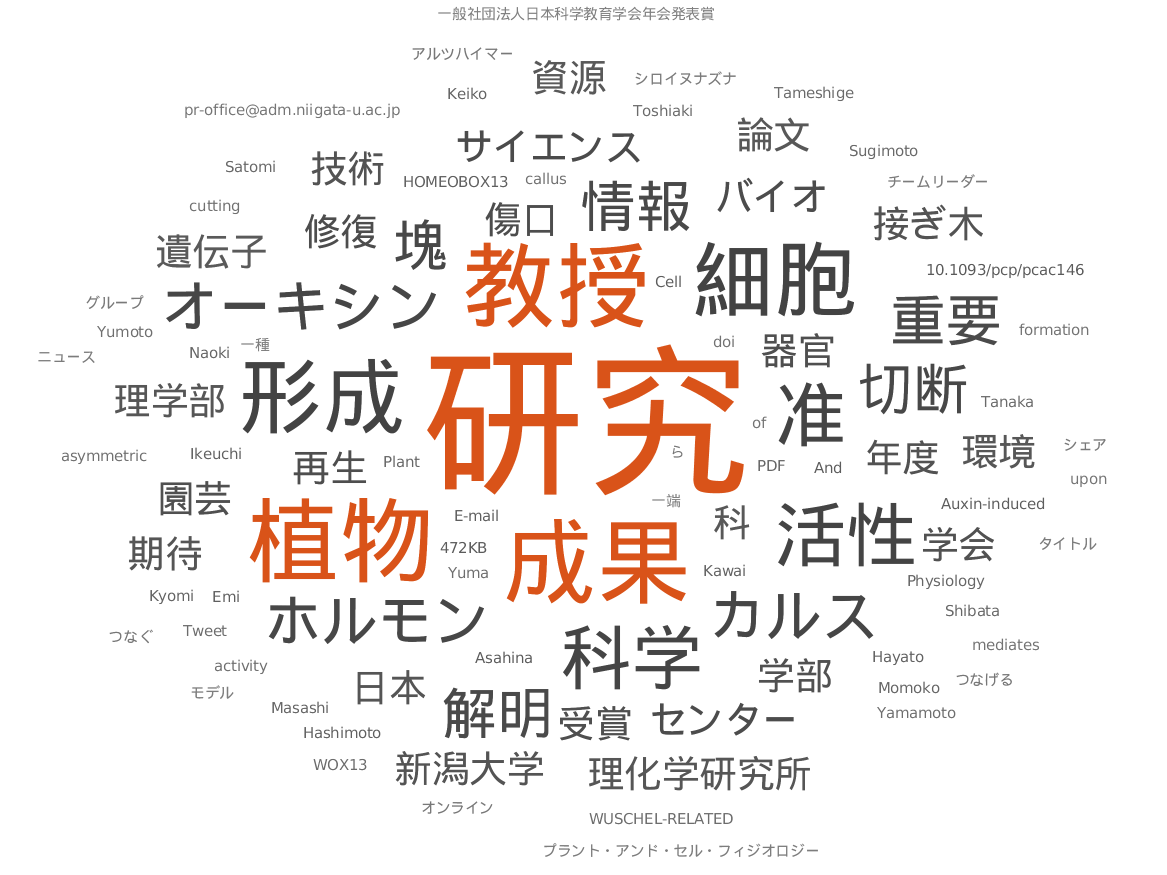 一般社団法人日本科学教育学会年会発表賞
アルツハイマー
資源
シロイヌナズナ
Keiko
Tameshige
pr-office@adm.niigata-u.ac.jp
Toshiaki
論文
サイエンス
Sugimoto
Satomi
技術
HOMEOBOX13
callus
チームリーダー
cutting
情報
バイオ
修復
傷口
接ぎ木
遺伝子
塊
教授
Cell
細胞
10.1093/pcp/pcac146
グループ
オーキシン
重要
formation
Yumoto
ニュース
Naoki
一種
doi
器官
理学部
形成
研究
准
切断
Tanaka
of
asymmetric
Ikeuchi
再生
Plant
ら
PDF
And
年度
環境
シェア
upon
園芸
一端
Auxin-induced
植物
E-mail
科
活性
学会
タイトル
期待
472KB
成果
Yuma
Kawai
Physiology
Kyomi
Emi
Shibata
つなぐ
Tweet
ホルモン
カルス
mediates
activity
Asahina
科学
学部
Hayato
つなげる
モデル
日本
Momoko
Masashi
解明
受賞
センター
Yamamoto
Hashimoto
WOX13
新潟大学
理化学研究所
オンライン
WUSCHEL-RELATED
プラント・アンド・セル・フィジオロジー